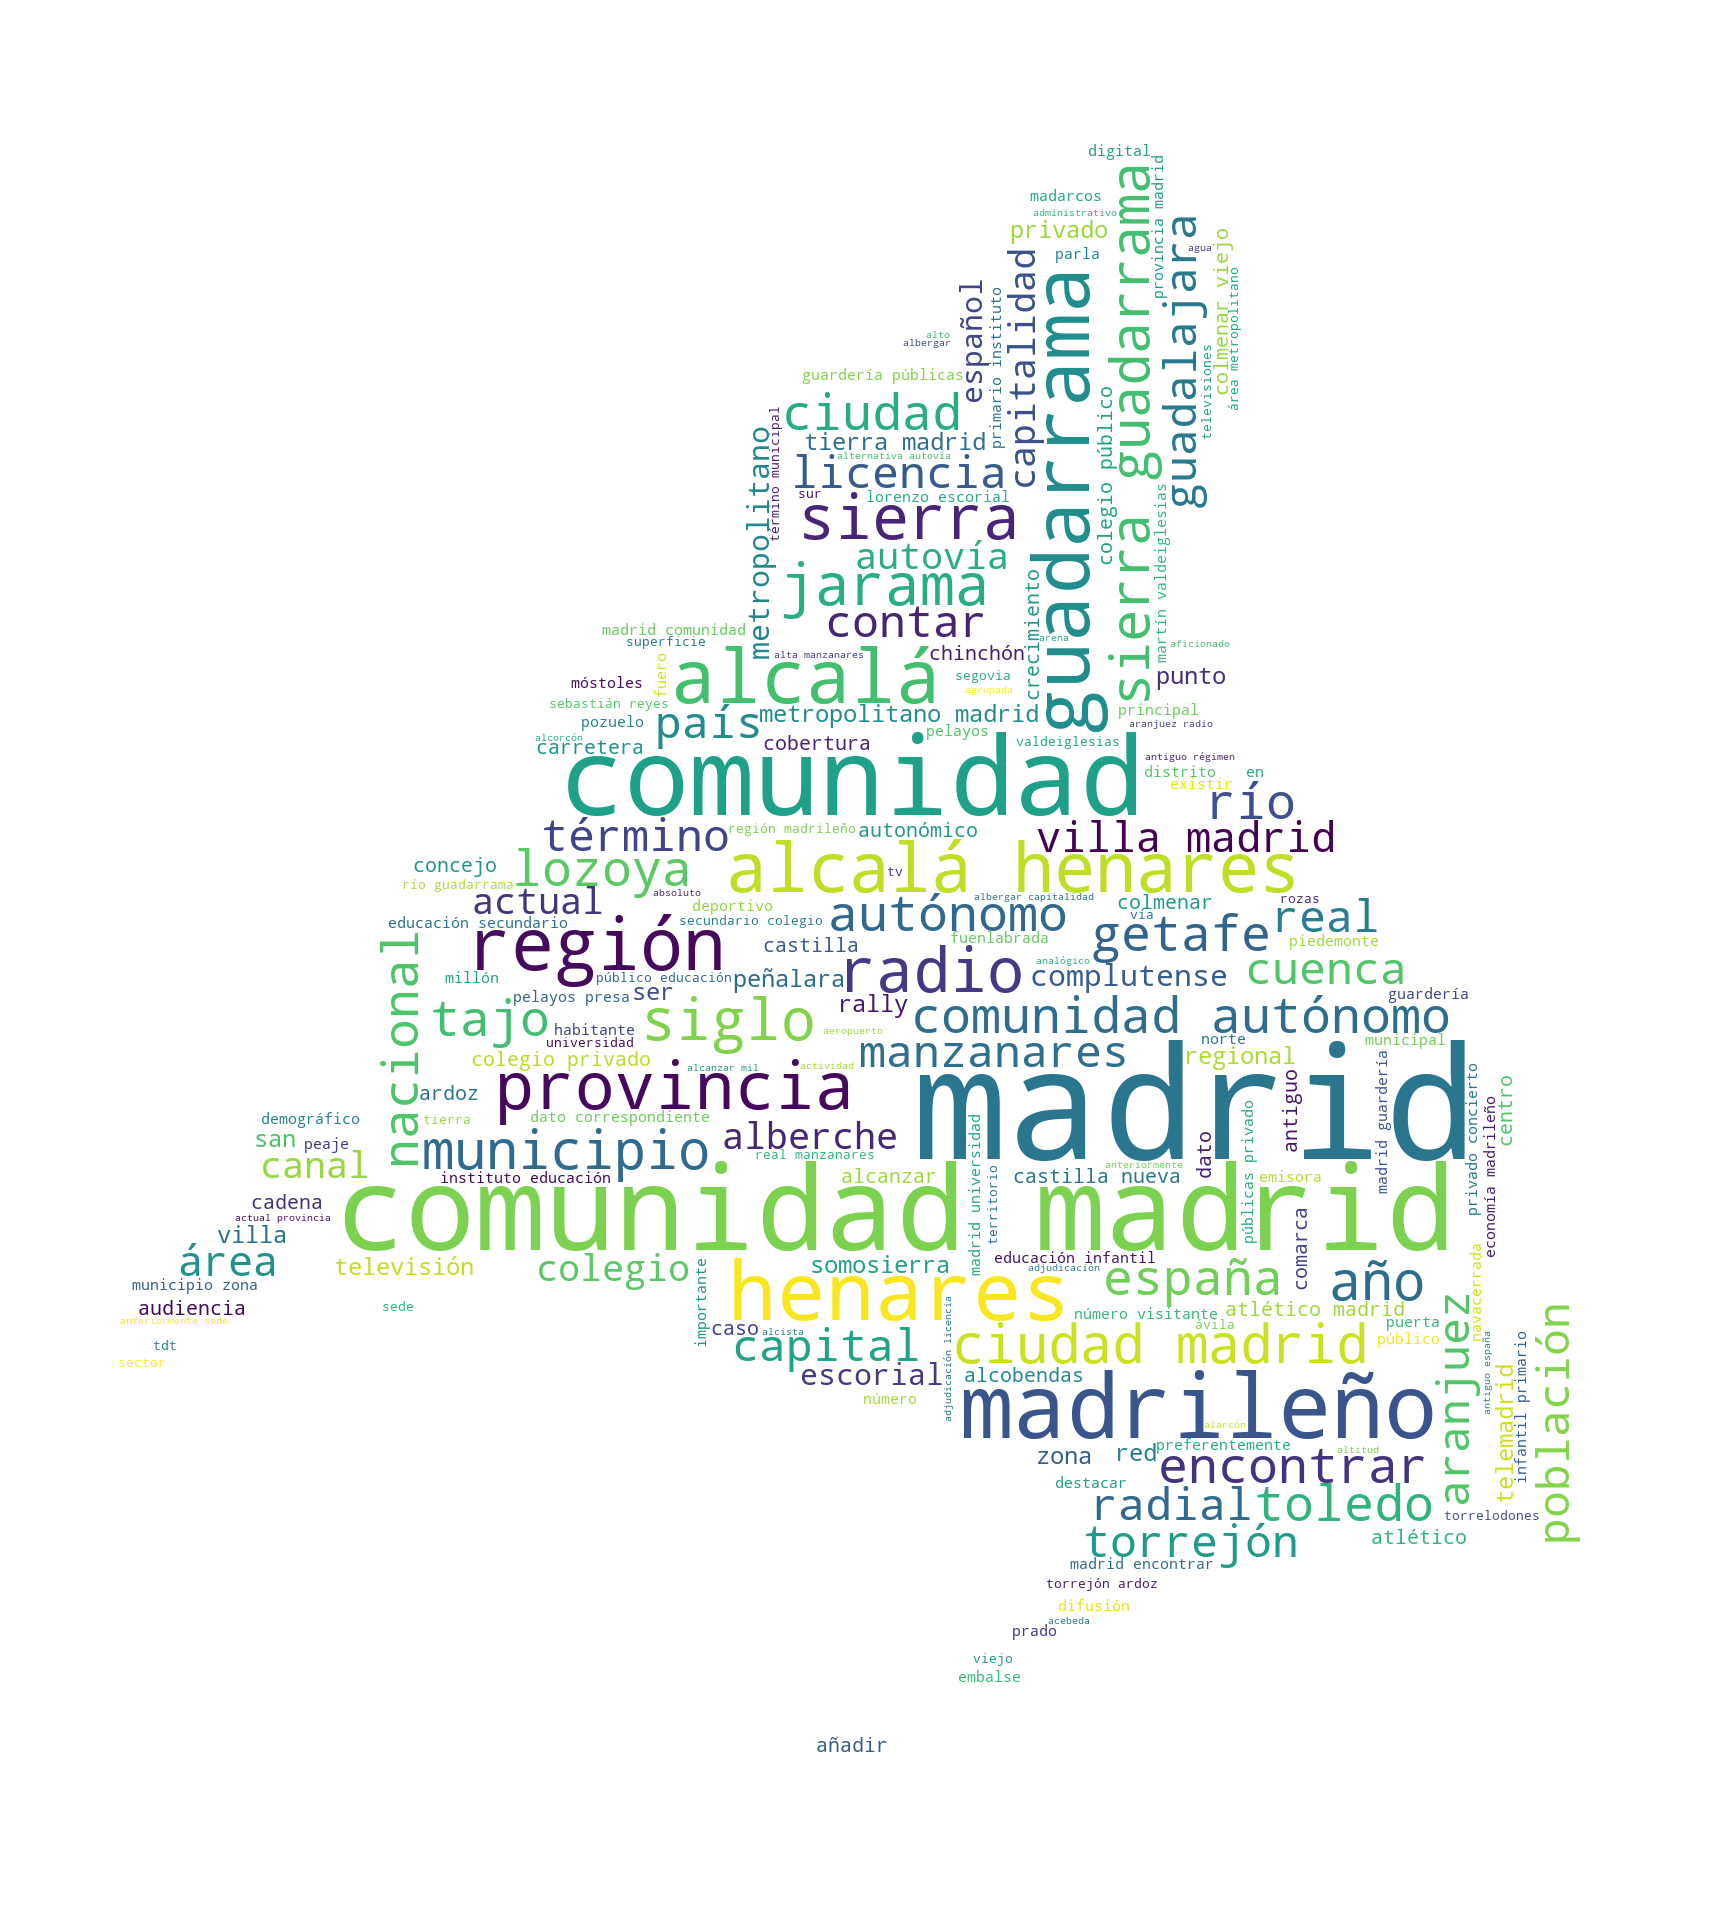 digital
madarcos
administrativo
privado
parla
agua
sierra guadarrama
provincia madrid
guadalajara
colmenar viejo
área metropolitano
televisiones
guadarrama
capitalidad
español
primario instituto
alto
albergar
guardería públicas
ciudad
tierra madrid
alternativa autovía
licencia
sur
lorenzo escorial
sierra
metropolitano
término municipal
colegio público
martín valdeiglesias
autovía
jarama
crecimiento
contar
arena
aficionado
madrid comunidad
superficie
alta manzanares
chinchón
alcalá
fuero
móstoles
segovia
agrupada
punto
sebastián reyes
pozuelo
país
metropolitano madrid
principal
aranjuez radio
pelayos
alcorcón
carretera
cobertura
valdeiglesias
antiguo régimen
comunidad
distrito
en
existir
río
término
región madrileño
autonómico
villa madrid
concejo
lozoya
alcalá henares
tv
río guadarrama
absoluto
albergar capitalidad
rozas
actual
deportivo
autónomo
colmenar
vía
real
educación secundario
secundario colegio
región
castilla
fuenlabrada
getafe
piedemonte
nacional
radio
analógico
complutense
cuenca
millón
público educación
peñalara
pelayos presa
ser
rally
guardería
tajo
siglo
comunidad autónomo
habitante
universidad
aeropuerto
norte
municipal
colegio privado
alcanzar mil
actividad
manzanares
regional
provincia
madrid
ardoz
antiguo
madrid guardería
privado concierto
economía madrileño
centro
demográfico
tierra
dato correspondiente
san
peaje
municipio
alberche
madrid universidad
dato
públicas privado
canal
real manzanares
territorio
anteriormente
instituto educación
alcanzar
castilla nueva
emisora
comunidad madrid
cadena
actual provincia
villa
comarca
área
televisión
colegio
somosierra
educación infantil
adjudicación
navacerrada
municipio zona
henares
españa
año
audiencia
sede
importante
anteriormente sede
caso
alcista
adjudicación licencia
número visitante
atlético madrid
ávila
puerta
aranjuez
población
tdt
sector
capital
ciudad madrid
público
antiguo españa
telemadrid
infantil primario
escorial
alcobendas
número
madrileño
alarcón
zona
red
preferentemente
altitud
encontrar
destacar
radial
toledo
torrelodones
torrejón
atlético
madrid encontrar
torrejón ardoz
difusión
acebeda
prado
viejo
embalse
añadir